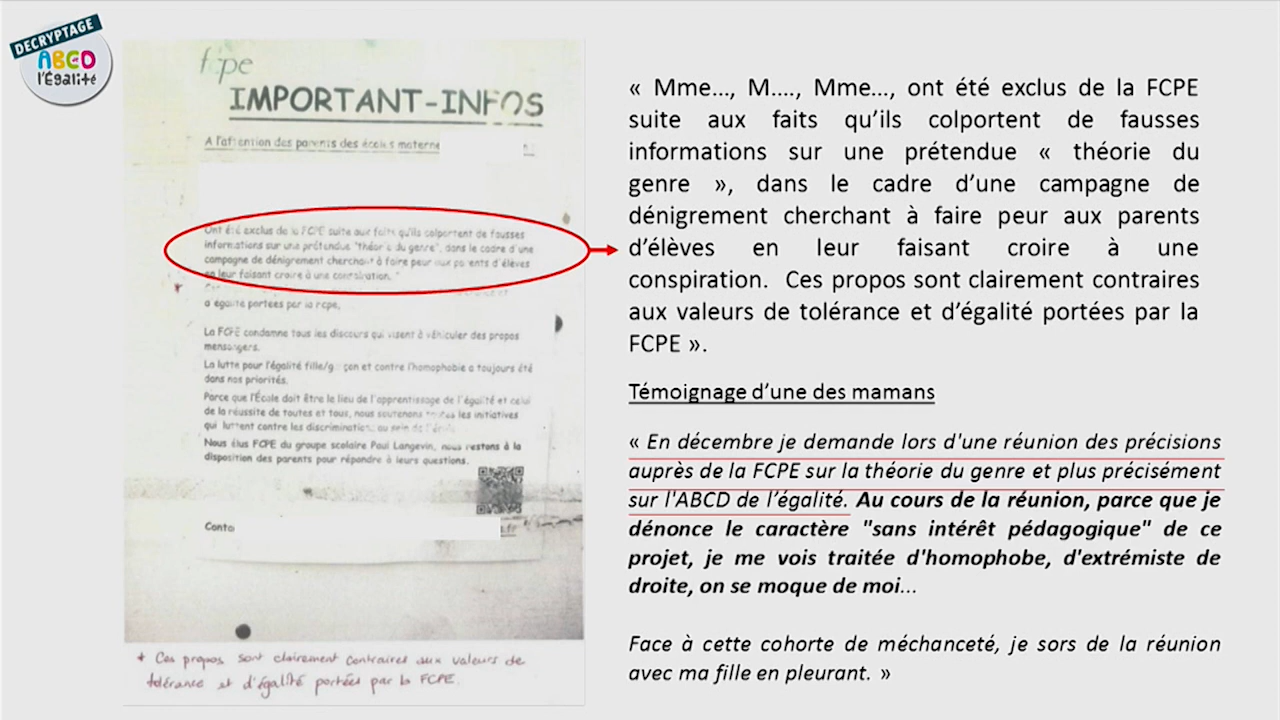 DECRYPTAGE
ABCD
l'Égalité
fcpe
IMPORTANT-INFOS
A l'attention des parents des écoles materne
Ont été exclus de la FCPE suite aux faits qu'ils colportent de fausses
informations sur une prétendue "théorie du genre", dans le cadre d'une
campagne de dénigrement cherchant à faire peur aux parents d'élèves
en leur faisant croire à une conspiration. "
d'égalité portées par la fcpe,
La FCPE condamne tous les discours qui visent à véhiculer des propos
mensongers.
La lutte pour l'égalité fille/garçon et contre l'homophobie a toujours été
dans nos priorités.
Parce que l'École doit être le lieu de l'apprentissage de l'égalité et celui
de la réussite de toutes et tous, nous soutenons toutes les initiatives
qui luttent contre les discriminations au sein de l'école.
Nous élus FCPE du groupe scolaire Paul Langevin, nous restons à la
disposition des parents pour répondre à leurs questions.
Conta
* Ces propos sont clairement contraires aux valeurs de
tolérance et d'égalité portées par la FCPE.
« Mme…, M…., Mme…, ont été exclus de la FCPE
suite aux faits qu'ils colportent de fausses
informations sur une prétendue « théorie du
genre », dans le cadre d'une campagne de
dénigrement cherchant à faire peur aux parents
d'élèves en leur faisant croire à une
conspiration. Ces propos sont clairement contraires
aux valeurs de tolérance et d'égalité portées par la
FCPE ».
Témoignage d'une des mamans
« En décembre je demande lors d'une réunion des précisions
auprès de la FCPE sur la théorie du genre et plus précisément
sur l'ABCD de l'égalité. Au cours de la réunion, parce que je
dénonce le caractère "sans intérêt pédagogique" de ce
projet, je me vois traitée d'homophobe, d'extrémiste de
droite, on se moque de moi…
Face à cette cohorte de méchanceté, je sors de la réunion
avec ma fille en pleurant. »